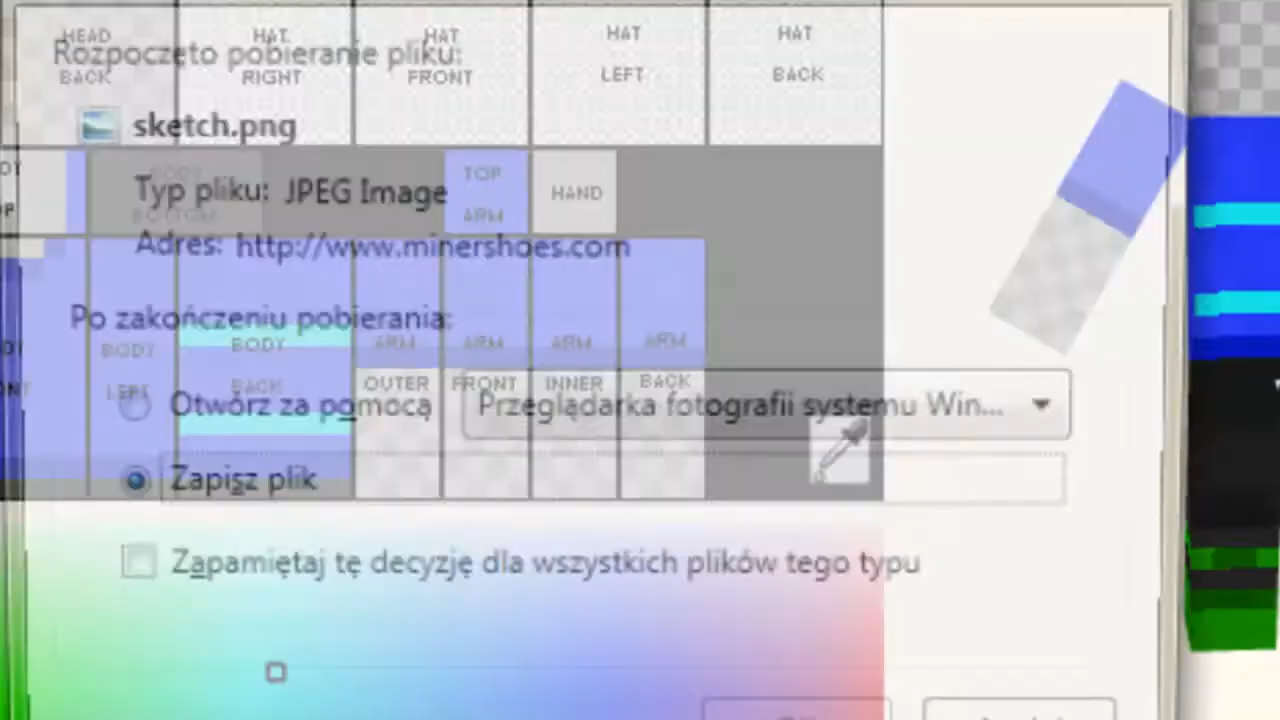 HEAD HAT HAT HAT HAT
Rozpoczęto pobieranie pliku:
BACK RIGHT FRONT LEFT BACK
sketch.png
BODY TOP HAND
Typ pliku: JPEG Image
BOTTOM ARM
Adres: http://www.minershoes.com
Po zakończeniu pobierania:
BODY BODY ARM ARM ARM ARM
LEFT BACK OUTER FRONT INNER BACK
Otwórz za pomocą Przeglądarka fotografii systemu Win...
Zapisz plik
Zapamiętaj tę decyzję dla wszystkich plików tego typu